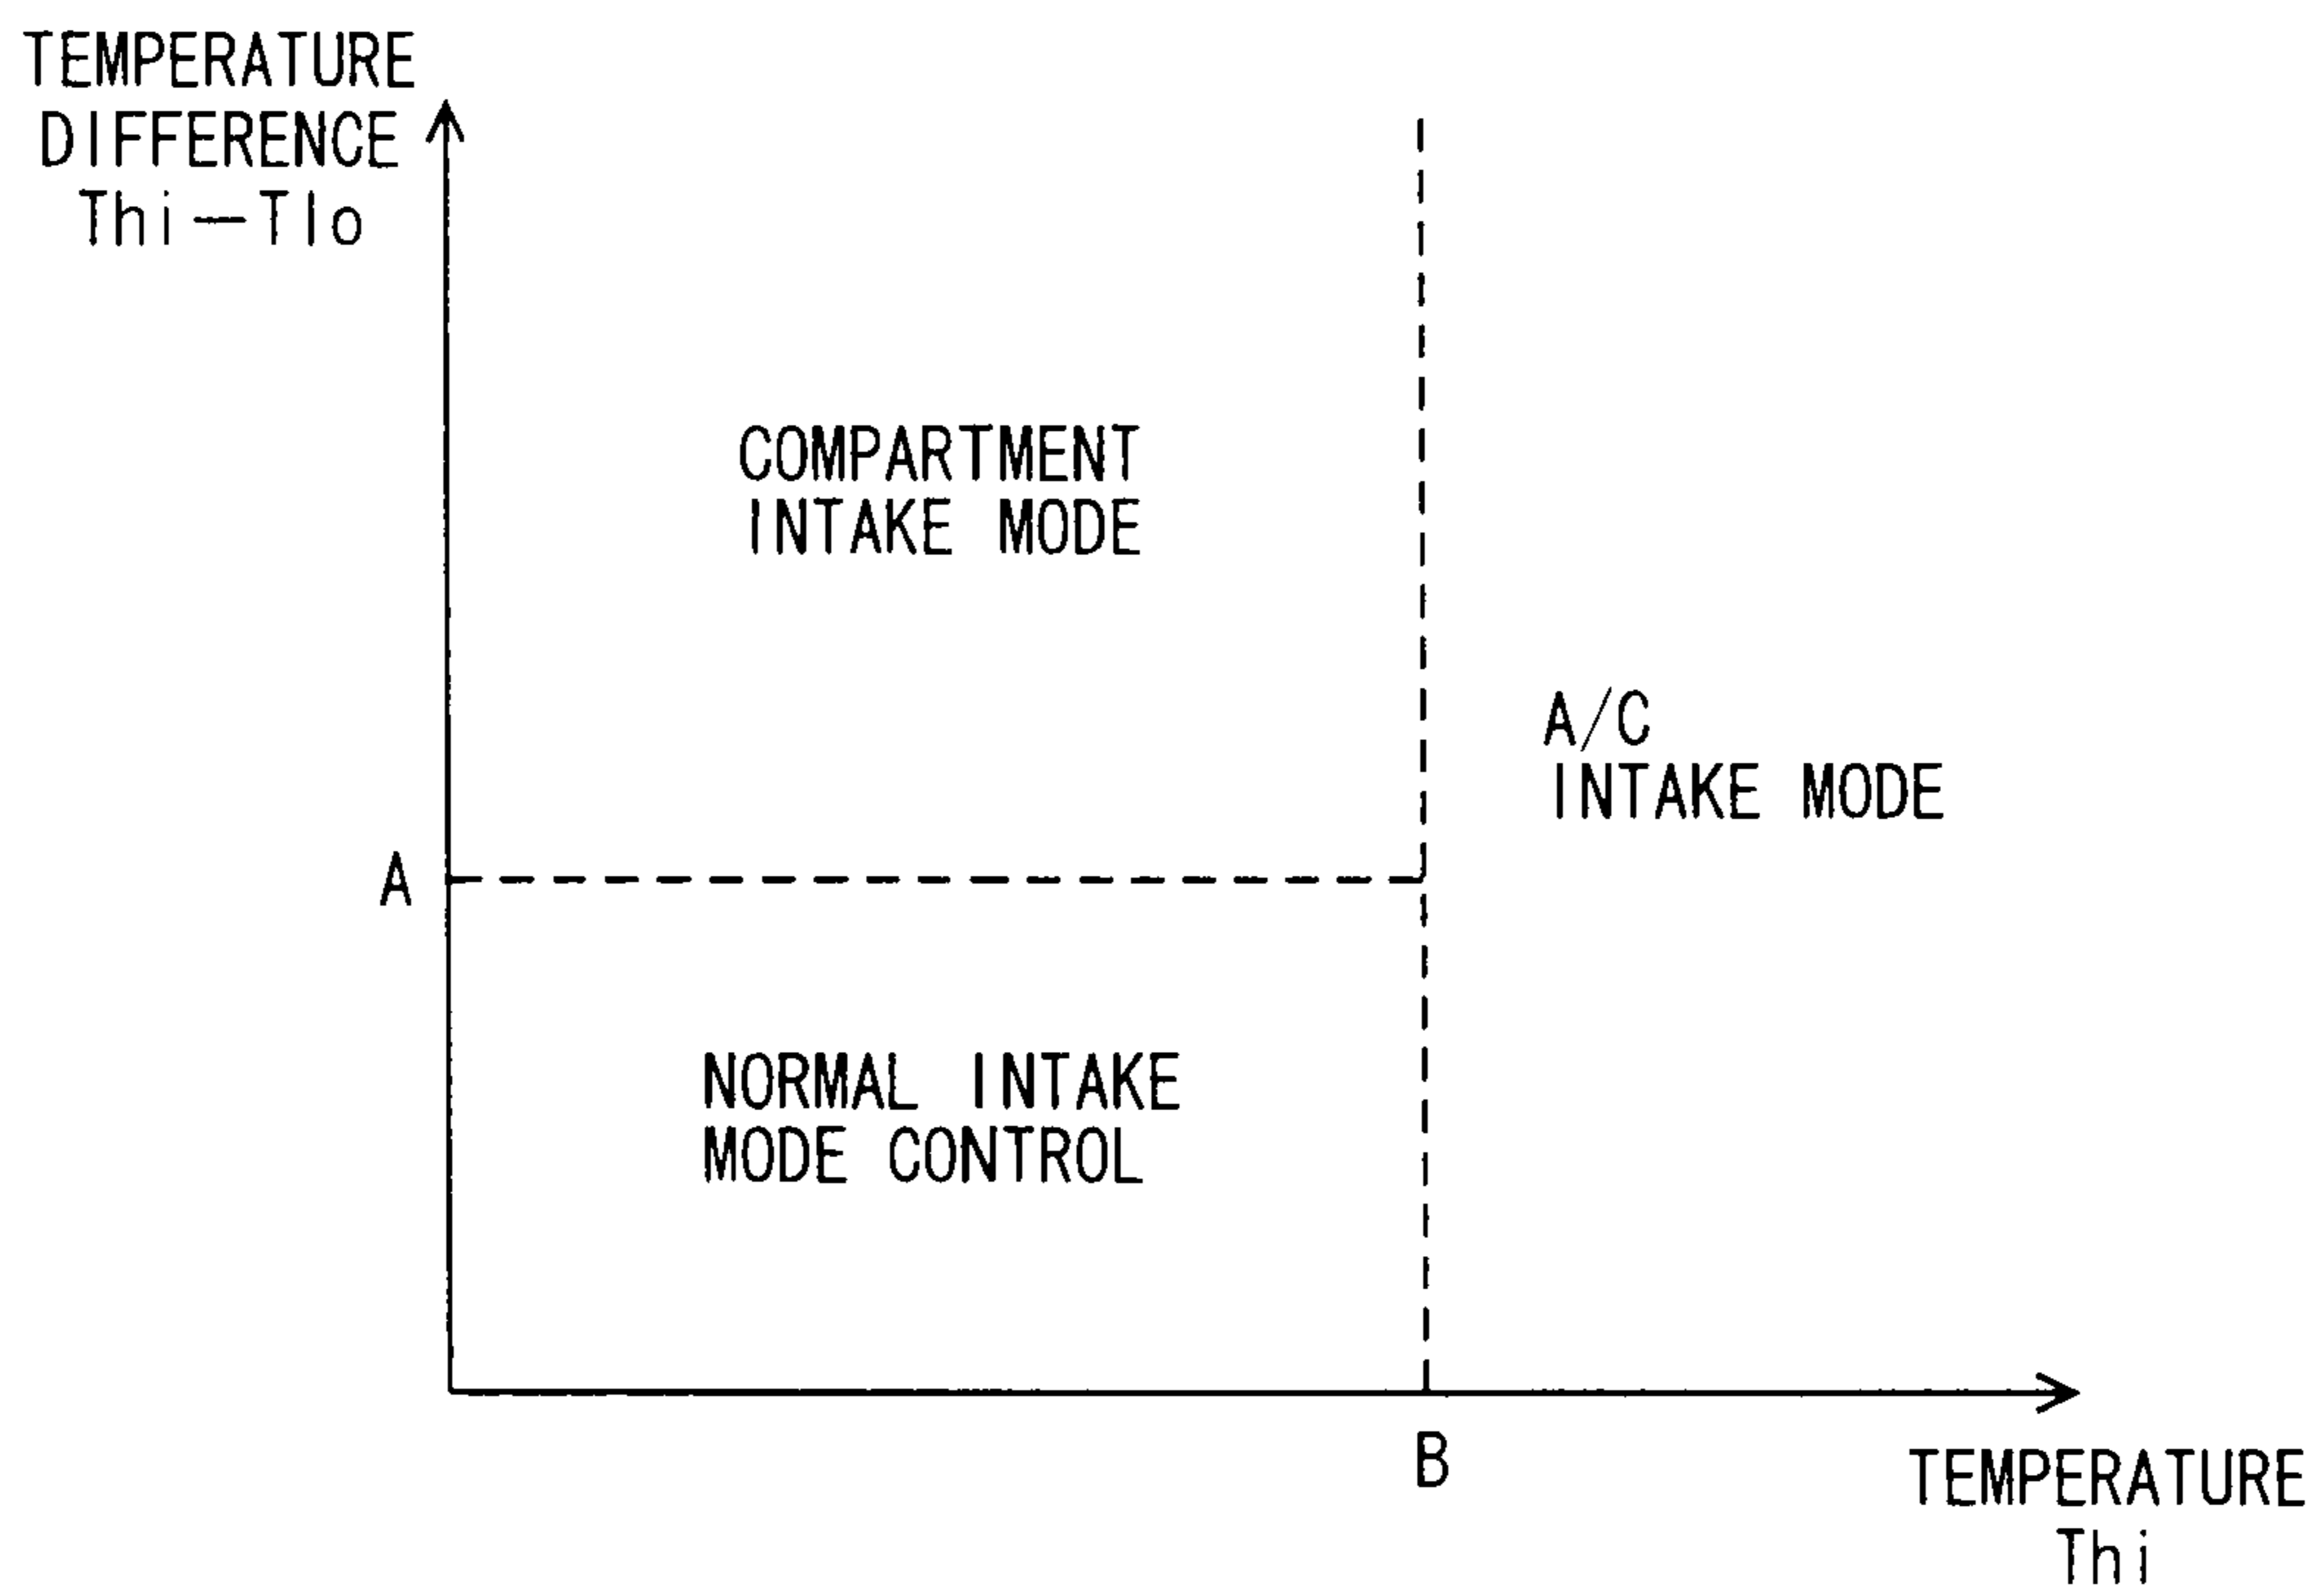 TEMPERATURE
DIFFERENCE
Thi-Tlo
COMPARTMENT
INTAKE MODE
A/C
INTAKE MODE
A
NORMAL INTAKE
MODE CONTROL
B
TEMPERATURE
Thi